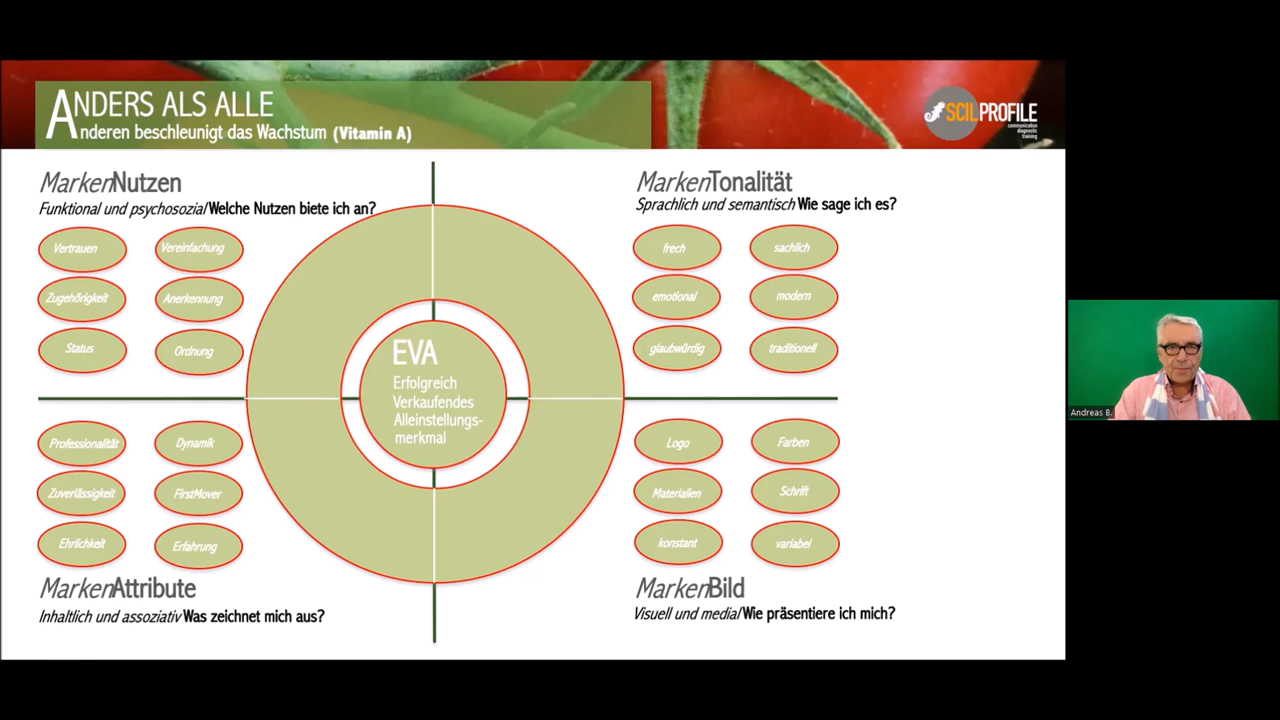 ANDERS ALS ALLE
Anderen beschleunigt das Wachstum (Vitamin A)
SCILPROFILE
communication
diagnostic
training
MarkenNutzen
Funktional und psychosozial Welche Nutzen biete ich an?
Vertrauen
Vereinfachung
Zugehörigkeit
Anerkennung
Status
Ordnung
MarkenTonalität
Sprachlich und semantisch Wie sage ich es?
frech
sachlich
emotional
modern
glaubwürdig
traditionell
EVA
Erfolgreich
Verkaufendes
Alleinstellungs-
merkmal
Professionalität
Dynamik
Zuverlässigkeit
FirstMover
Ehrlichkeit
Erfahrung
MarkenAttribute
Inhaltlich und assoziativ Was zeichnet mich aus?
Logo
Farben
Materialien
Schrift
konstant
variabel
MarkenBild
Visuell und medial Wie präsentiere ich mich?
Andreas B.